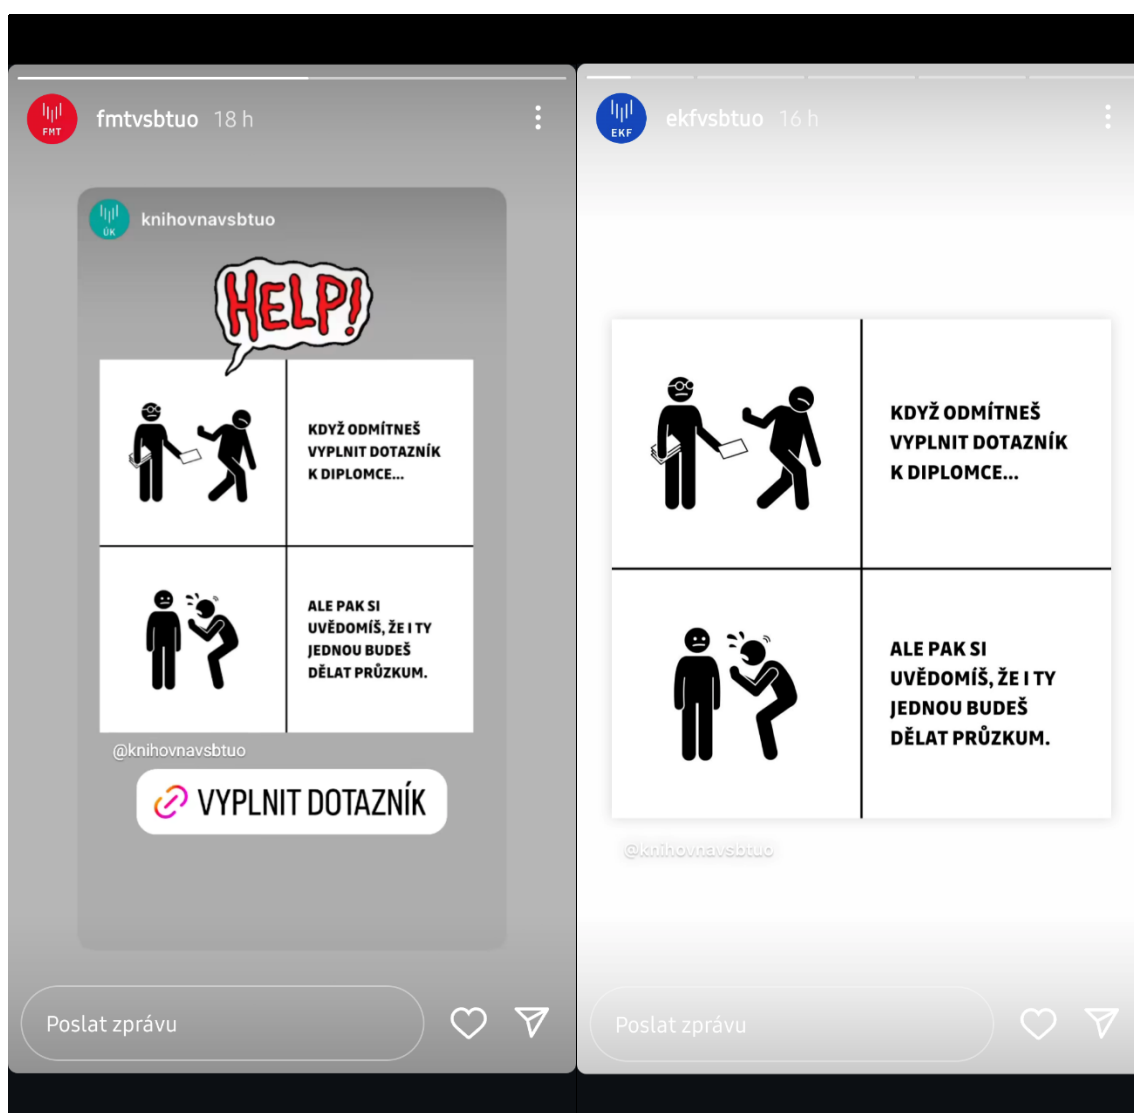 FMT
fmtvsbtuo 18 h
ÚK
knihovnavsbtuo
HELP!
KDYŽ ODMÍTNEŠ
VYPLNIT DOTAZNÍK
K DIPLOMCE...
ALE PAK SI
UVĚDOMÍŠ, ŽE I TY
JEDNOU BUDEŠ
DĚLAT PRŮZKUM.
@knihovnavsbtuo
VYPLNIT DOTAZNÍK
Poslat zprávu
EKF
ekfvsbtuo 16 h
KDYŽ ODMÍTNEŠ
VYPLNIT DOTAZNÍK
K DIPLOMCE...
ALE PAK SI
UVĚDOMÍŠ, ŽE I TY
JEDNOU BUDEŠ
DĚLAT PRŮZKUM.
@knihovnavsbtuo
Poslat zprávu